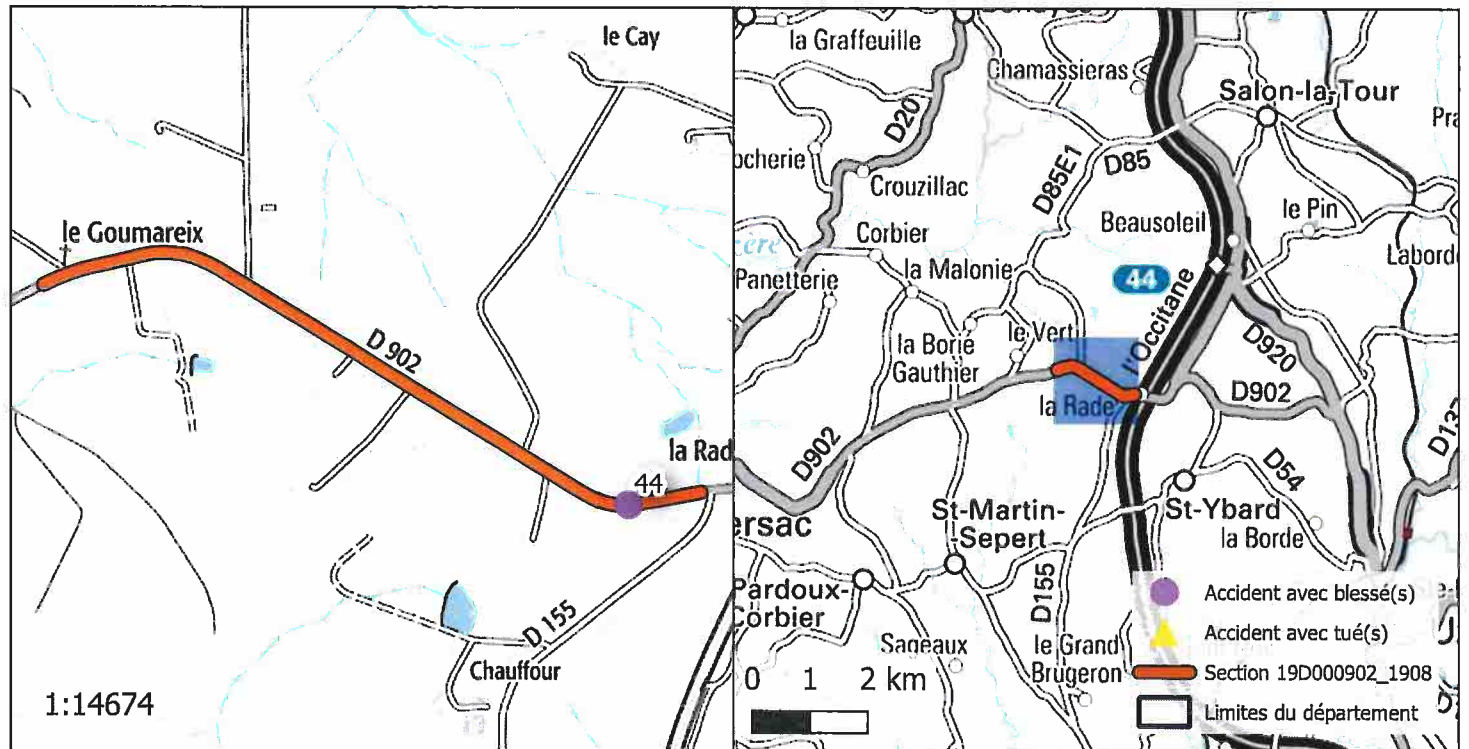 le Cay
le Goumareix
D 902
44
la Rad
D 155
Chauffour
1:14674
la Graffeuille
Chamassieras
Salon-la-Tour
Pra
D20
ocherie
Crouzillac
D85E1
D85
Beausoleil
le Pin
Corbier
Panetterie
la Malonie
44
Labord
le Vert
l'Occitane
la Borie
Gauthier
D920
la Rade
D902
D902
D54
D13
ersac
St-Martin-
-Sepert
St-Ybard
la Borde
Pardoux-
Corbier
D155
Sageaux
le Grand
Brugeron
0 1 2 km
Accident avec blessé(s)
Accident avec tué(s)
Section 19D000902_1908
Limites du département